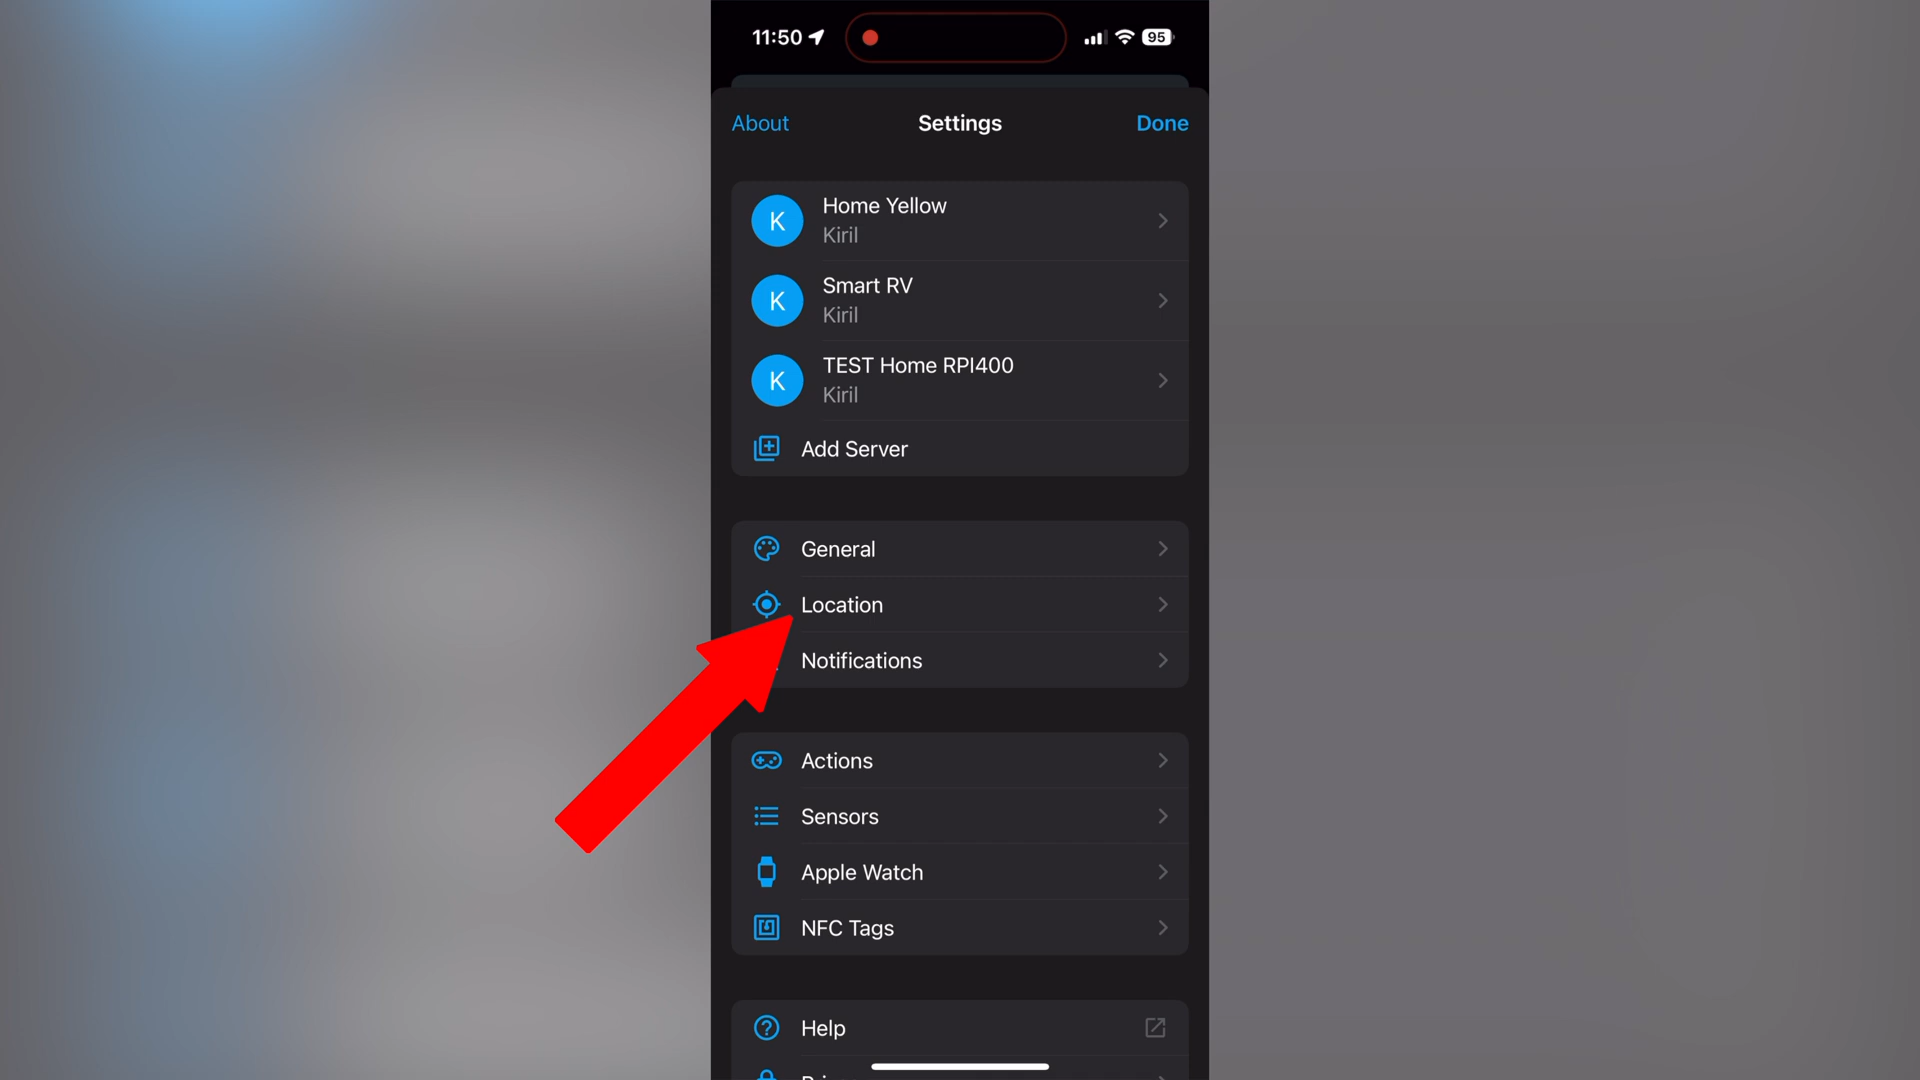 11:50
95
About
Settings
Done
K
Home Yellow
Kiril
K
Smart RV
Kiril
K
TEST Home RPI400
Kiril
Add Server
General
Location
Notifications
Actions
Sensors
Apple Watch
NFC Tags
Help